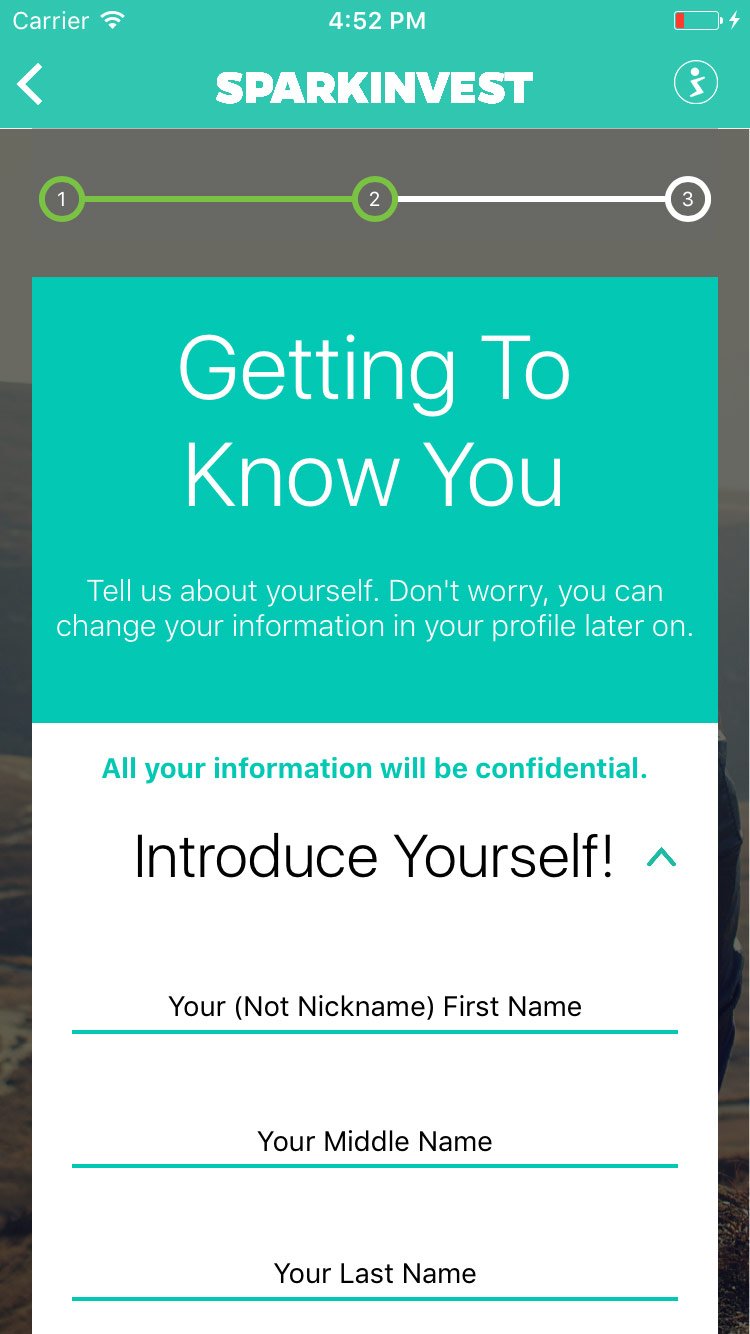 Carrier 4:52 PM
SPARKINVEST
1 2 3
Getting To
Know You
Tell us about yourself. Don't worry, you can
change your information in your profile later on.
All your information will be confidential.
Introduce Yourself!
Your (Not Nickname) First Name
Your Middle Name
Your Last Name